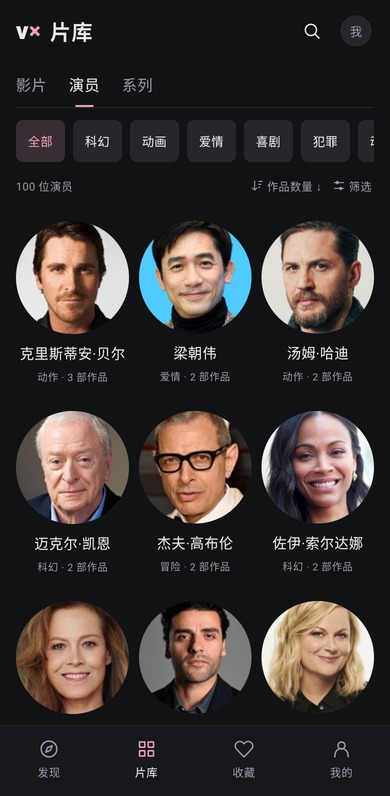 vx 片库
我
影片 演员 系列
全部 科幻 动画 爱情 喜剧 犯罪
100 位演员 作品数量 ↓ 筛选
克里斯蒂安·贝尔 梁朝伟 汤姆·哈迪
动作 · 3 部作品 爱情 · 2 部作品 动作 · 2 部作品
迈克尔·凯恩 杰夫·高布伦 佐伊·索尔达娜
科幻 · 2 部作品 冒险 · 2 部作品 科幻 · 2 部作品
发现 片库 收藏 我的